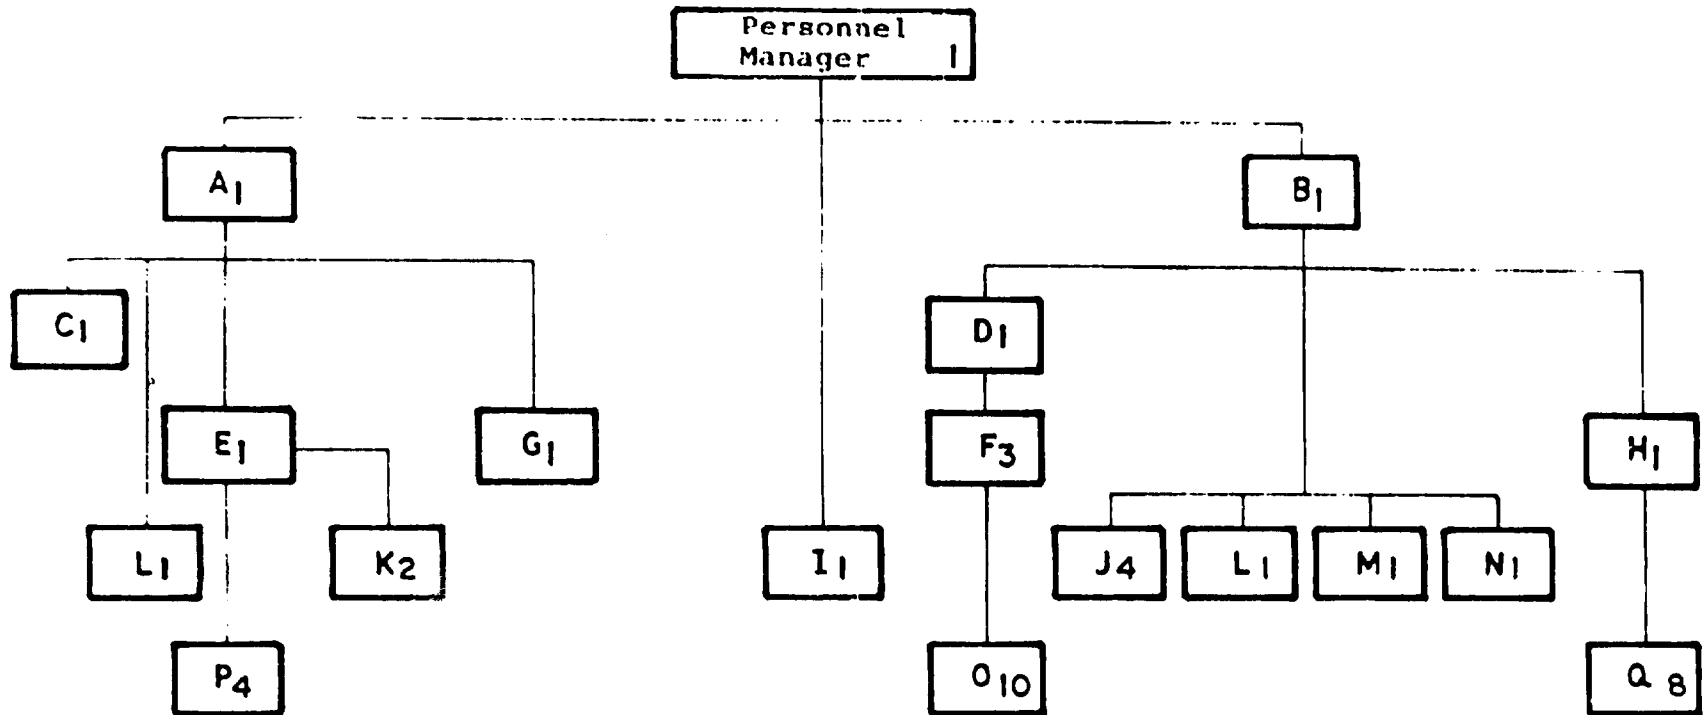 Personnel
Manager 1
A1
B1
C1
D1
E1
G1
F3
H1
L1
K2
I1
J4
L1
M1
N1
P4
O10
Q8